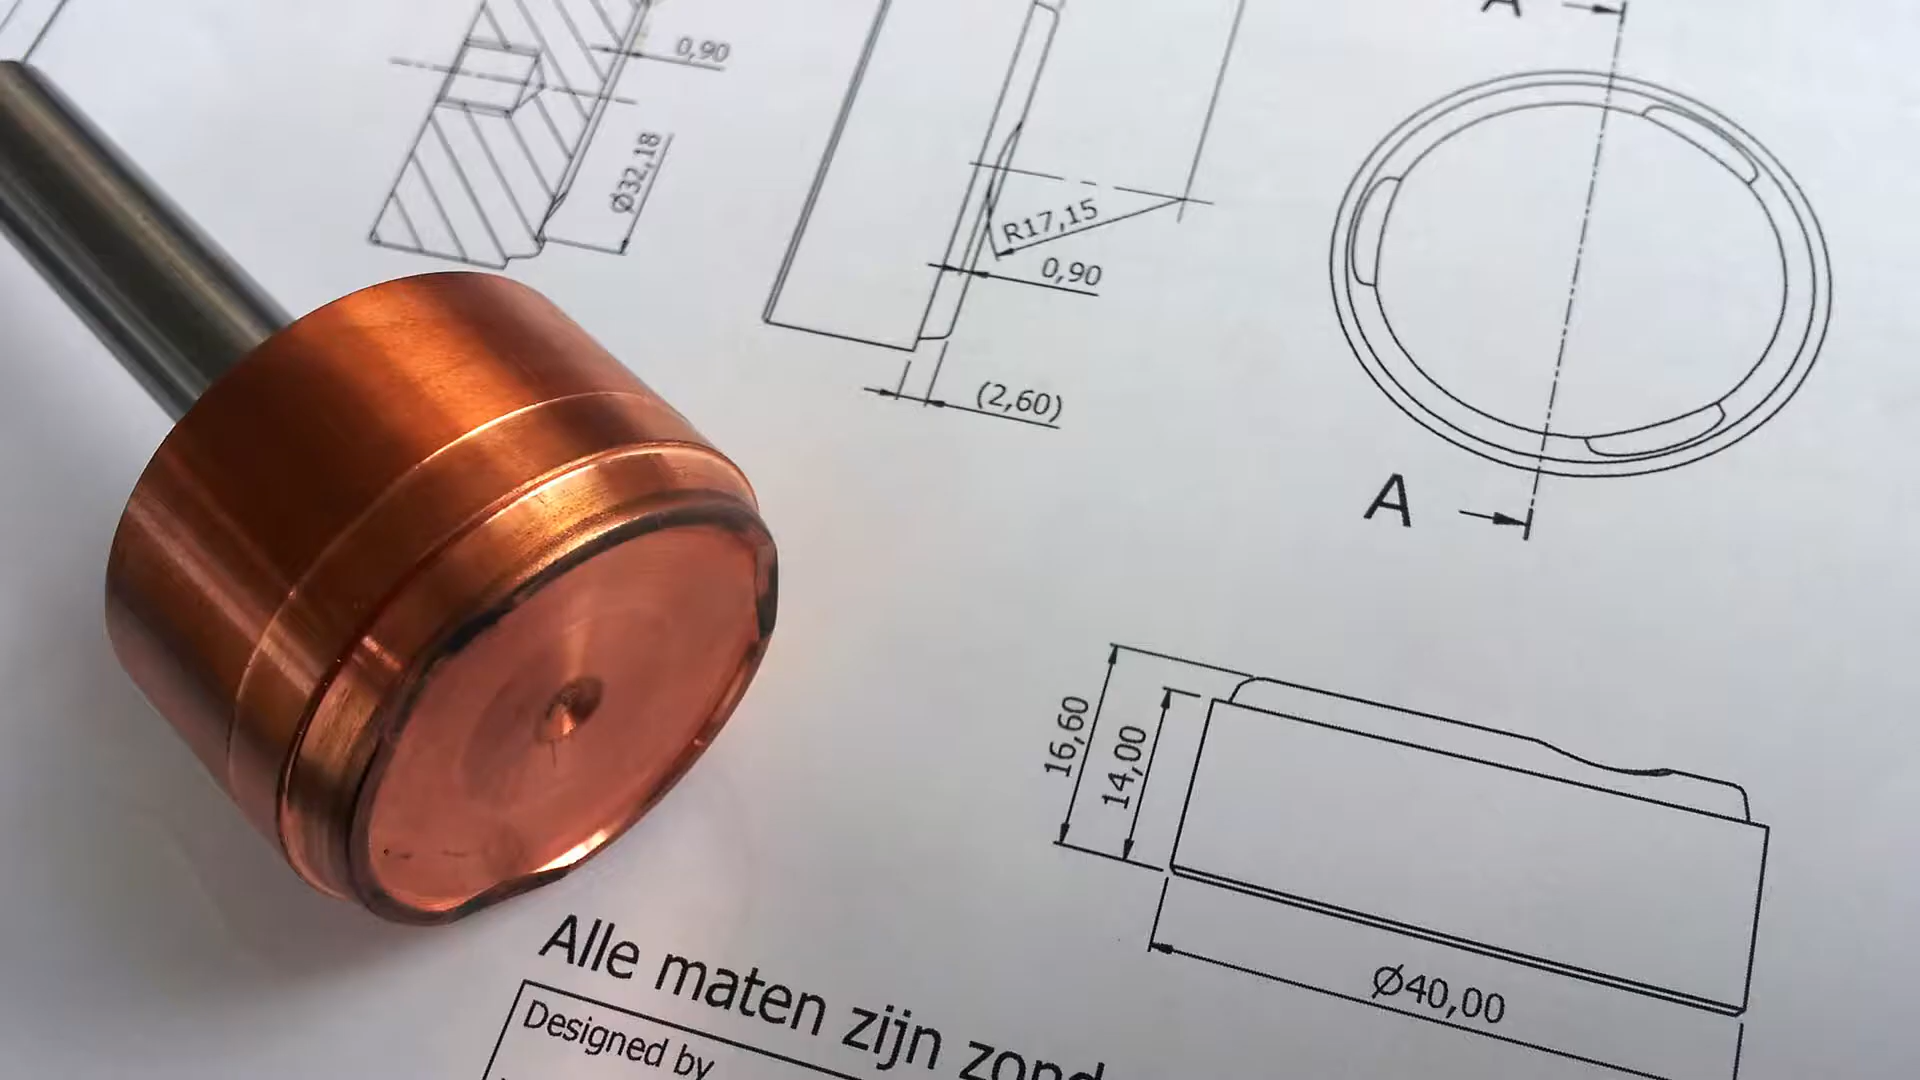 A
0,90
Ø32,18
R17,15
0,90
(2,60)
A
16,60
14,00
Ø40,00
Alle maten zijn zond
Designed by